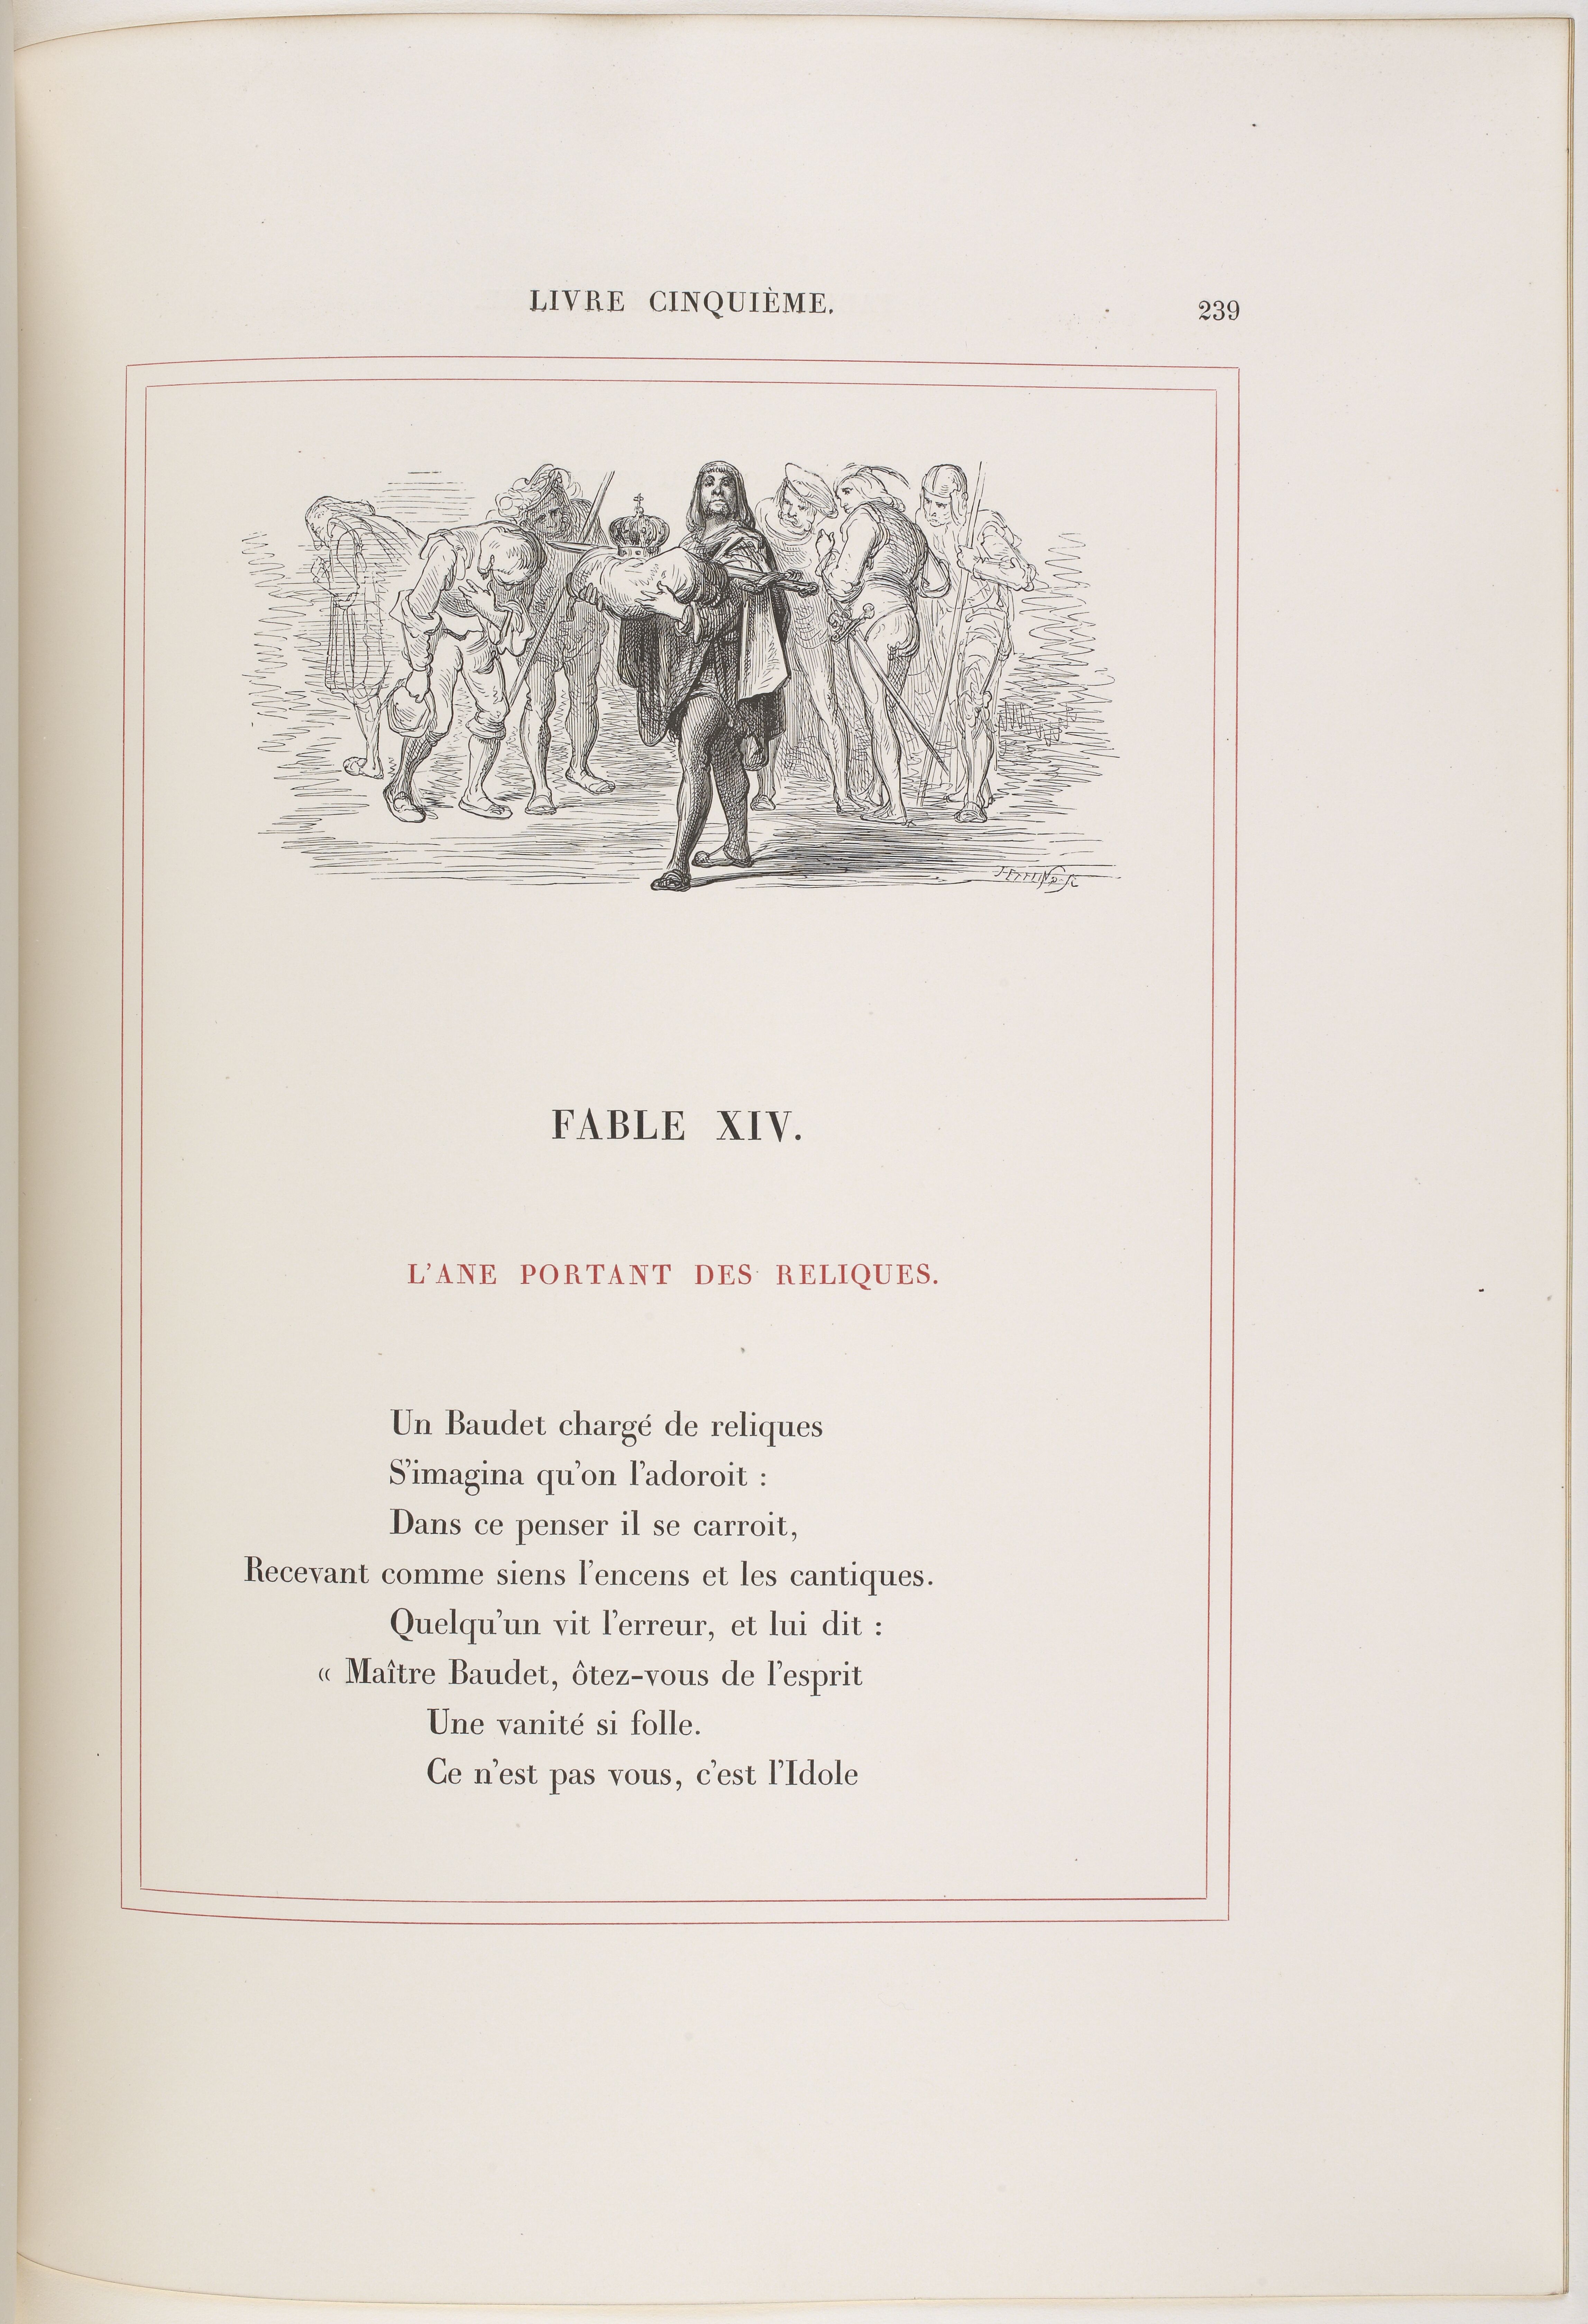 LIVRE CINQUIÈME.
239
FABLE XIV.
L'ANE PORTANT DES RELIQUES.
Un Baudet chargé de reliques
S'imagina qu'on l'adoroit :
Dans ce penser il se carroit,
Recevant comme siens l'encens et les cantiques.
Quelqu'un vit l'erreur, et lui dit :
« Maître Baudet, ôtez-vous de l'esprit
Une vanité si folle.
Ce n'est pas vous, c'est l'Idole